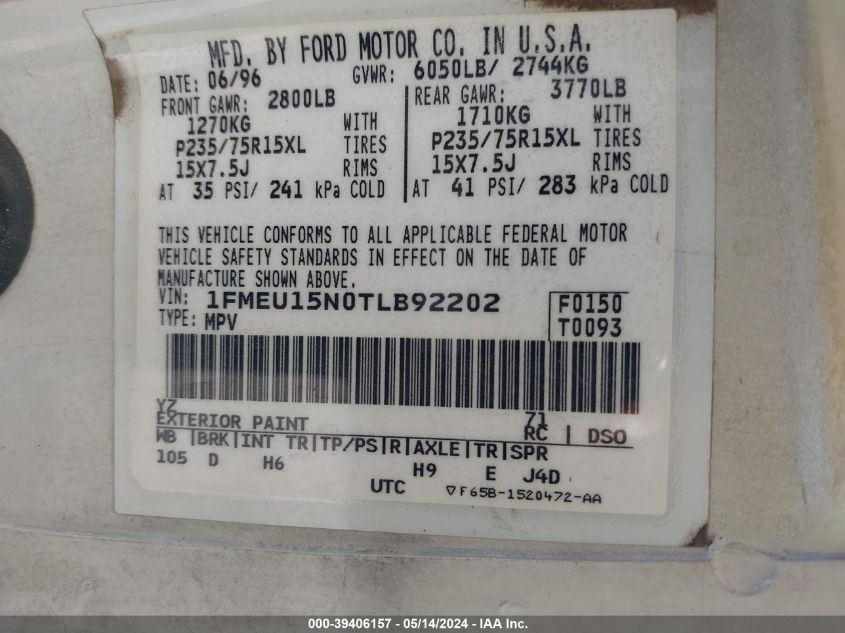 MFD. BY FORD MOTOR CO. IN U.S.A.
DATE: 06/96 GVWR: 6050LB/ 2744KG
FRONT GAWR: 2800LB REAR GAWR: 3770LB
1270KG WITH 1710KG WITH
P235/75R15XL TIRES P235/75R15XL TIRES
15X7.5J RIMS 15X7.5J RIMS
AT 35 PSI/ 241 kPa COLD AT 41 PSI/ 283 kPa COLD
THIS VEHICLE CONFORMS TO ALL APPLICABLE FEDERAL MOTOR
VEHICLE SAFETY STANDARDS IN EFFECT ON THE DATE OF
MANUFACTURE SHOWN ABOVE.
VIN: 1FMEU15N0TLB92202 F0150
TYPE: MPV T0093
YZ 71
EXTERIOR PAINT RC | DSO
WB |BRK|INT TR|TP/PS|R|AXLE|TR|SPR
105 D H6 H9 E J4D
UTC ▽F65B-1520472-AA
000-39406157 - 05/14/2024 - IAA Inc.